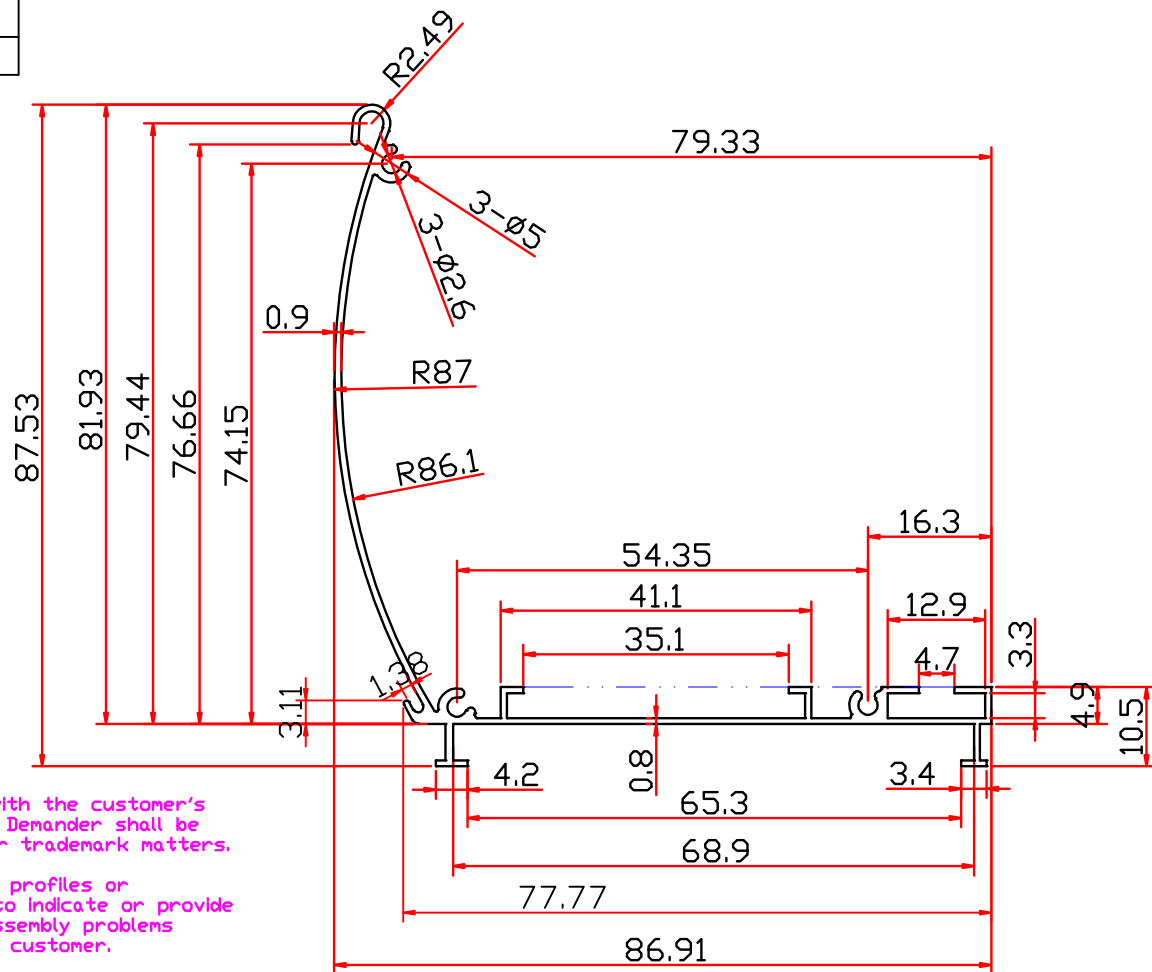 R2.49
79.33
3-ø5
3-ø2.6
0.9
R87
87.53
81.93
79.44
76.66
74.15
R86.1
16.3
54.35
41.1
12.9
35.1
3.3
4.7
1.38
3.11
4.9
10.5
0.8
4.2
3.4
65.3
68.9
77.77
86.91
with the customer's
Demander shall be
r trademark matters.
profiles or
to indicate or provide
ssembly problems
customer.